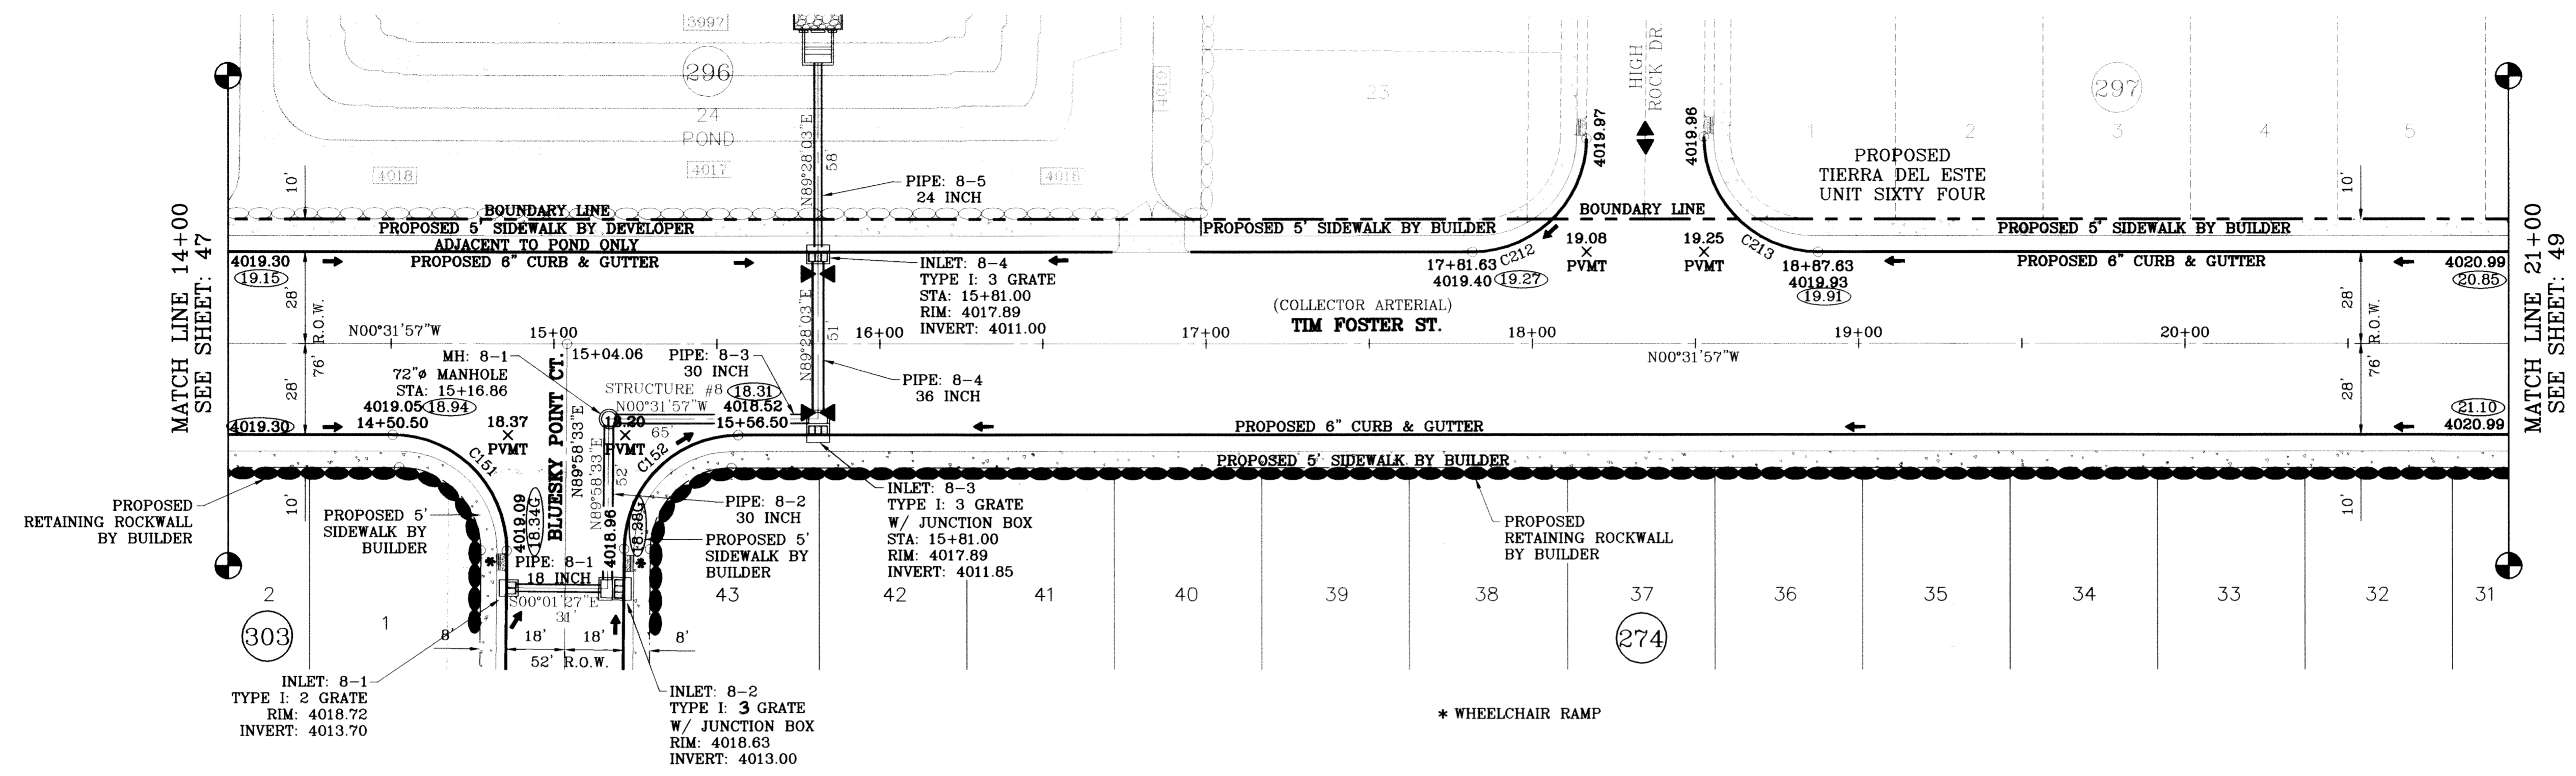 3997
296
24
POND
4018
4017
4018
4019
23
HIGH
ROCK DR.
297
1
2
3
4
5
PROPOSED
TIERRA DEL ESTE
UNIT SIXTY FOUR
4019.97
4019.96
N89°28'03"E
58'
PIPE: 8-5
24 INCH
10'
10'
BOUNDARY LINE
PROPOSED 5' SIDEWALK BY DEVELOPER
ADJACENT TO POND ONLY
PROPOSED 6" CURB & GUTTER
PROPOSED 5' SIDEWALK BY BUILDER
BOUNDARY LINE
PROPOSED 5' SIDEWALK BY BUILDER
PROPOSED 6" CURB & GUTTER
MATCH LINE 14+00
SEE SHEET: 47
MATCH LINE 21+00
SEE SHEET: 49
4019.30
19.15
INLET: 8-4
TYPE I: 3 GRATE
STA: 15+81.00
RIM: 4017.89
INVERT: 4011.00
17+81.63
4019.40
19.27
C212
19.08
PVMT
19.25
PVMT
C213
18+87.63
4019.93
19.91
4020.99
20.85
28'
28'
76' R.O.W.
28'
28'
76' R.O.W.
(COLLECTOR ARTERIAL)
TIM FOSTER ST.
N00°31'57"W
15+00
16+00
17+00
18+00
19+00
20+00
N00°31'57"W
15+04.06
MH: 8-1
72"ø MANHOLE
STA: 15+16.86
4019.05
18.94
14+50.50
4019.30
18.37
PVMT
BLUESKY POINT CT.
N89°58'33"E
PIPE: 8-3
30 INCH
STRUCTURE #8
18.31
N00°31'57"W
4018.52
15+56.50
65'
18.20
PVMT
N89°28'03"E
51'
PIPE: 8-4
36 INCH
PROPOSED 6" CURB & GUTTER
21.10
4020.99
C151
C152
N89°58'33"E
52'
PROPOSED 5' SIDEWALK BY BUILDER
PROPOSED
RETAINING ROCKWALL
BY BUILDER
10'
PROPOSED 5'
SIDEWALK BY
BUILDER
4019.09
18.34G
4018.96
18.28G
PIPE: 8-2
30 INCH
PROPOSED 5'
SIDEWALK BY
BUILDER
INLET: 8-3
TYPE I: 3 GRATE
W/ JUNCTION BOX
STA: 15+81.00
RIM: 4017.89
INVERT: 4011.85
PROPOSED
RETAINING ROCKWALL
BY BUILDER
10'
*
*
PIPE: 8-1
18 INCH
S00°01'27"E
31'
2
303
1
43
42
41
40
39
38
37
36
35
34
33
32
31
274
8'
18'
18'
8'
52' R.O.W.
INLET: 8-1
TYPE I: 2 GRATE
RIM: 4018.72
INVERT: 4013.70
INLET: 8-2
TYPE I: 3 GRATE
W/ JUNCTION BOX
RIM: 4018.63
INVERT: 4013.00
* WHEELCHAIR RAMP